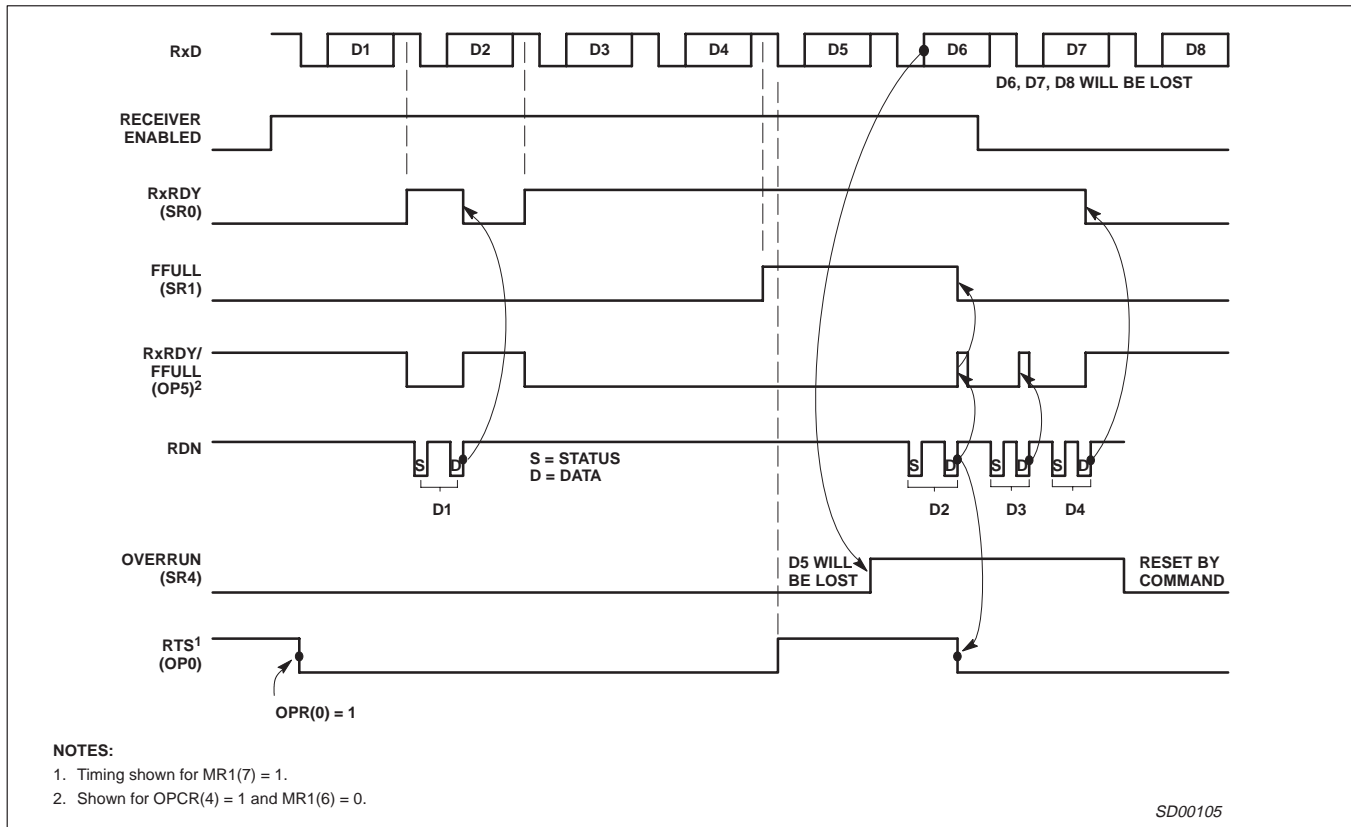 RxD
D1 D2 D3 D4 D5 D6 D7 D8
D6, D7, D8 WILL BE LOST
RECEIVER
ENABLED
RxRDY
(SR0)
FFULL
(SR1)
RxRDY/
FFULL
(OP5)2
RDN
S D S D S D S D
S = STATUS
D = DATA
D1 D2 D3 D4
OVERRUN
(SR4)
D5 WILL
BE LOST
RESET BY
COMMAND
RTS1
(OP0)
OPR(0) = 1
NOTES:
1. Timing shown for MR1(7) = 1.
2. Shown for OPCR(4) = 1 and MR1(6) = 0.
SD00105